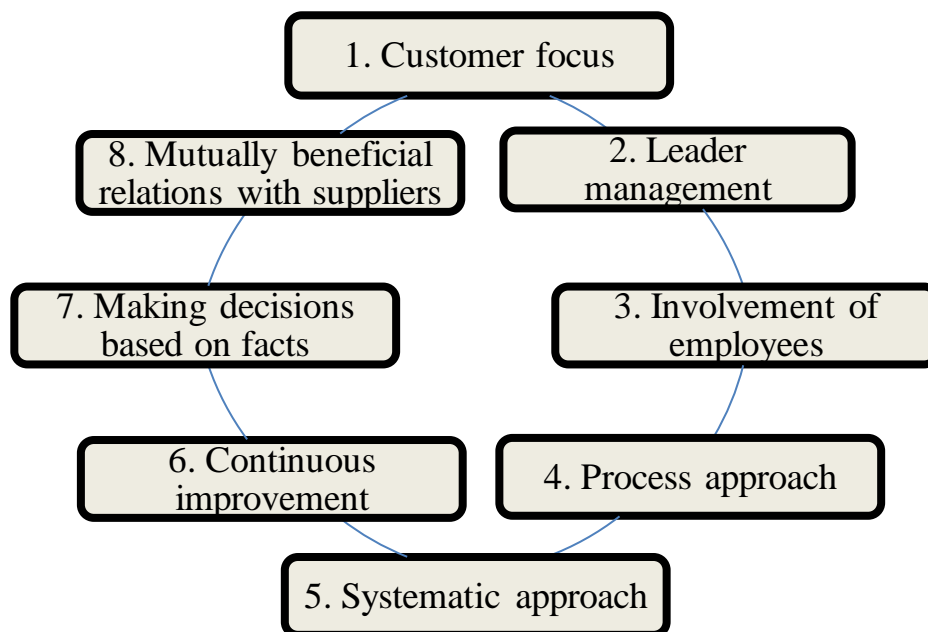 1. Customer focus
2. Leader
management
3. Involvement of
employees
4. Process approach
5. Systematic approach
6. Continuous
improvement
7. Making decisions
based on facts
8. Mutually beneficial
relations with suppliers